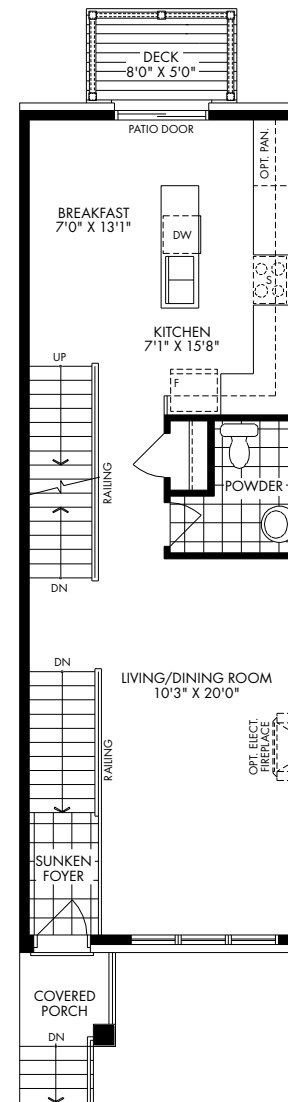 DECK
8'0" X 5'0"
PATIO DOOR
OPT. PAN.
BREAKFAST
7'0" X 13'1"
DW
S
KITCHEN
7'1" X 15'8"
UP
F
RAILING
POWDER
DN
DN
LIVING/DINING ROOM
10'3" X 20'0"
RAILING
OPT. ELECT.
FIREPLACE
SUNKEN
FOYER
COVERED
PORCH
DN